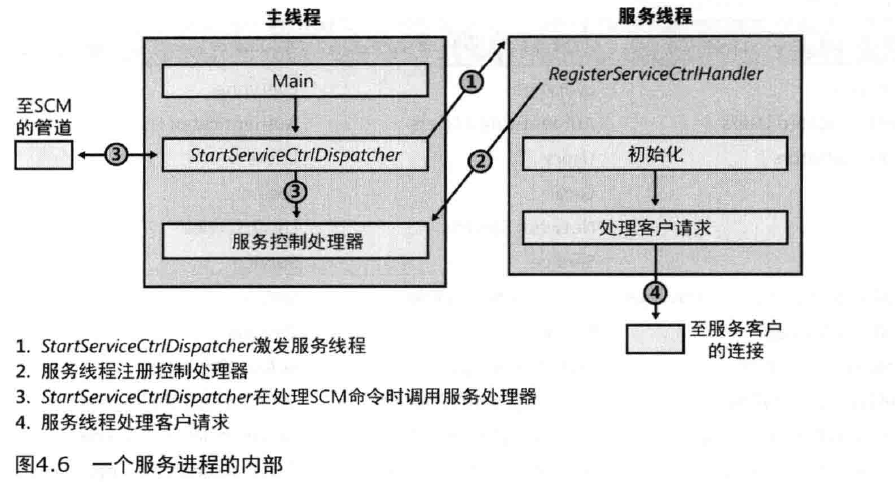 主线程
服务线程
Main
RegisterServiceCtrlHandler
1
至SCM
的管道
3
StartServiceCtrlDispatcher
2
初始化
3
服务控制处理器
处理客户请求
4
至服务客户
的连接
1. StartServiceCtrlDispatcher激发服务线程
2. 服务线程注册控制处理器
3. StartServiceCtrlDispatcher在处理SCM命令时调用服务处理器
4. 服务线程处理客户请求
图4.6 一个服务进程的内部